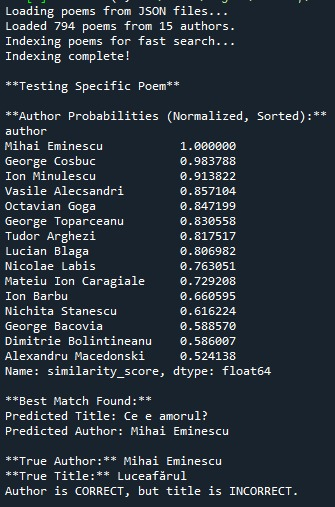 Loading poems from JSON files...
Loaded 794 poems from 15 authors.
Indexing poems for fast search...
Indexing complete!
**Testing Specific Poem**
**Author Probabilities (Normalized, Sorted):**
author
Mihai Eminescu 1.000000
George Cosbuc 0.983788
Ion Minulescu 0.913822
Vasile Alecsandri 0.857104
Octavian Goga 0.847199
George Toparceanu 0.830558
Tudor Arghezi 0.817517
Lucian Blaga 0.806982
Nicolae Labis 0.763051
Mateiu Ion Caragiale 0.729208
Ion Barbu 0.660595
Nichita Stanescu 0.616224
George Bacovia 0.588570
Dimitrie Bolintineanu 0.586007
Alexandru Macedonski 0.524138
Name: similarity_score, dtype: float64
**Best Match Found:**
Predicted Title: Ce e amorul?
Predicted Author: Mihai Eminescu
**True Author:** Mihai Eminescu
**True Title:** Luceafărul
Author is CORRECT, but title is INCORRECT.